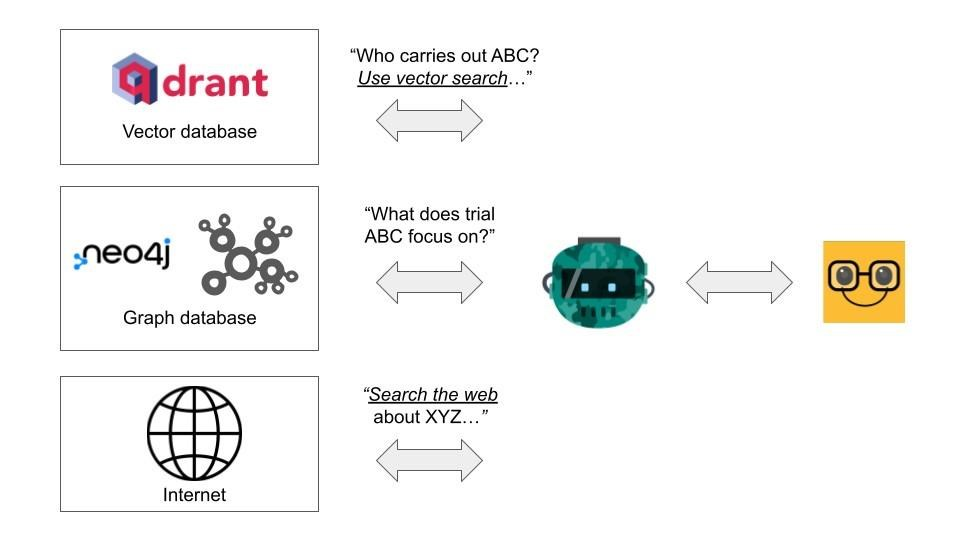 qdrant
Vector database
“Who carries out ABC?
Use vector search…”
neo4j
Graph database
“What does trial
ABC focus on?”
Internet
“Search the web
about XYZ…”